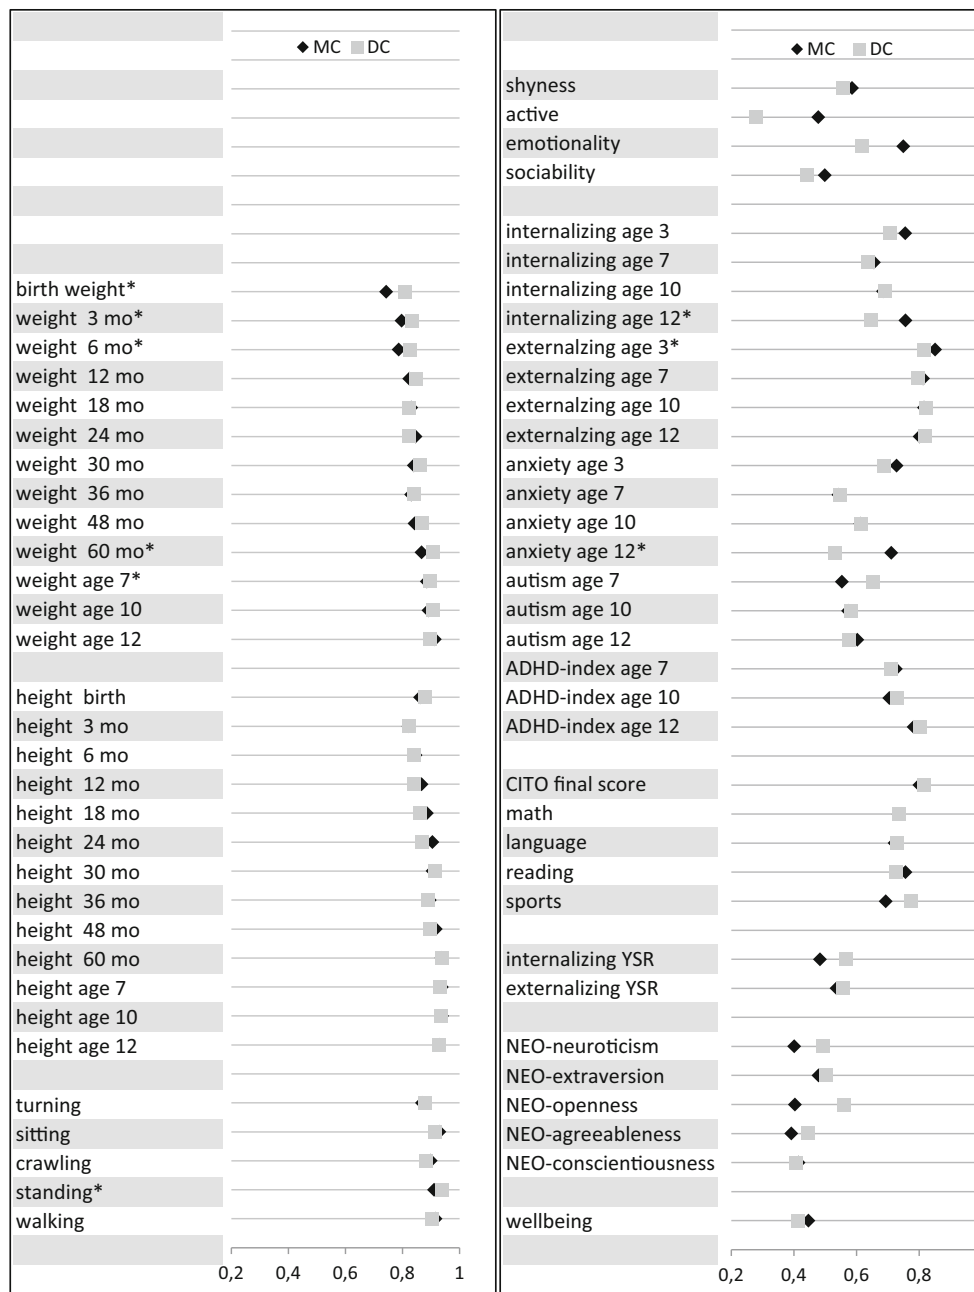 MC DC
birth weight*
weight 3 mo*
weight 6 mo*
weight 12 mo
weight 18 mo
weight 24 mo
weight 30 mo
weight 36 mo
weight 48 mo
weight 60 mo*
weight age 7*
weight age 10
weight age 12
height birth
height 3 mo
height 6 mo
height 12 mo
height 18 mo
height 24 mo
height 30 mo
height 36 mo
height 48 mo
height 60 mo
height age 7
height age 10
height age 12
turning
sitting
crawling
standing*
walking
0,2 0,4 0,6 0,8 1
MC DC
shyness
active
emotionality
sociability
internalizing age 3
internalizing age 7
internalizing age 10
internalizing age 12*
externalzing age 3*
externalzing age 7
externalzing age 10
externalzing age 12
anxiety age 3
anxiety age 7
anxiety age 10
anxiety age 12*
autism age 7
autism age 10
autism age 12
ADHD-index age 7
ADHD-index age 10
ADHD-index age 12
CITO final score
math
language
reading
sports
internalizing YSR
externalizing YSR
NEO-neuroticism
NEO-extraversion
NEO-openness
NEO-agreeableness
NEO-conscientiousness
wellbeing
0,2 0,4 0,6 0,8